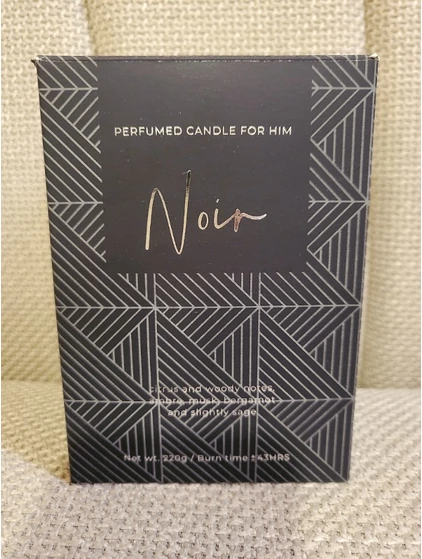 PERFUMED CANDLE FOR HIM
Noir
citrus and woody notes,
ambre, musk, bergamot
and slightly sage
Net wt. 220g / Burn time ±43HRS